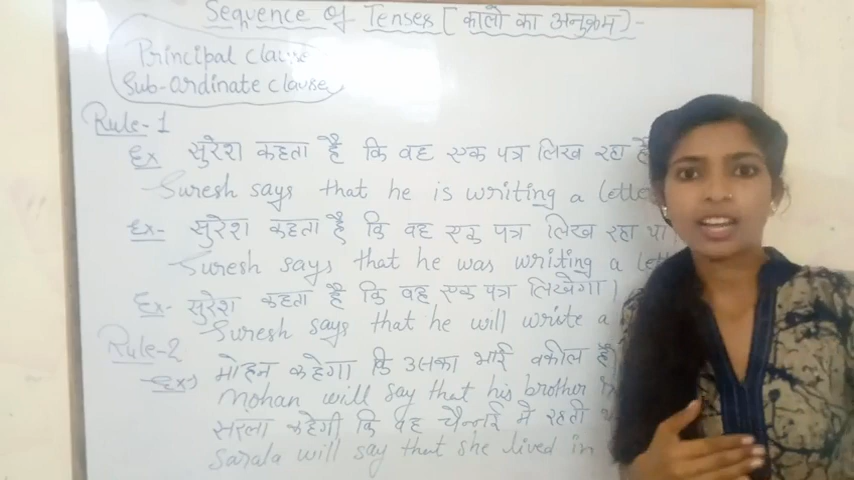 Sequence of Tenses [कालो का अनुक्रम) -
Principal clause
Sub-ordinate clause
Rule-1
Ex सुरेश कहता है कि वह एक पत्र लिख रहा है
Suresh says that he is writing a lette
Ex- सुरेश कहता है कि वह एक पत्र लिख रहा था
Suresh says that he was writing a lett
Ex- सुरेश कहता है कि वह एक पत्र लिखेगा।
Suresh says that he will write a
Rule-2
Ex-) मोहन कहेगा कि उसका भाई वकील है
Mohan will say that his brother
सरला कहेगी कि वह चैन्नई मे रहती
Sarala will say that she lived in